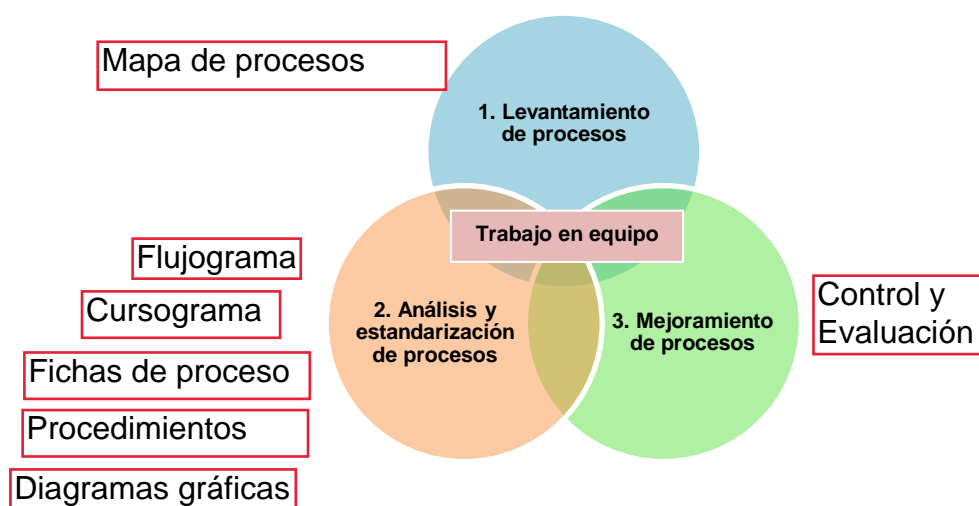 Mapa de procesos
1. Levantamiento
de procesos
Trabajo en equipo
Flujograma
Cursograma
Fichas de proceso
Procedimientos
Diagramas gráficas
2. Análisis y
estandarización
de procesos
3. Mejoramiento
de procesos
Control y
Evaluación